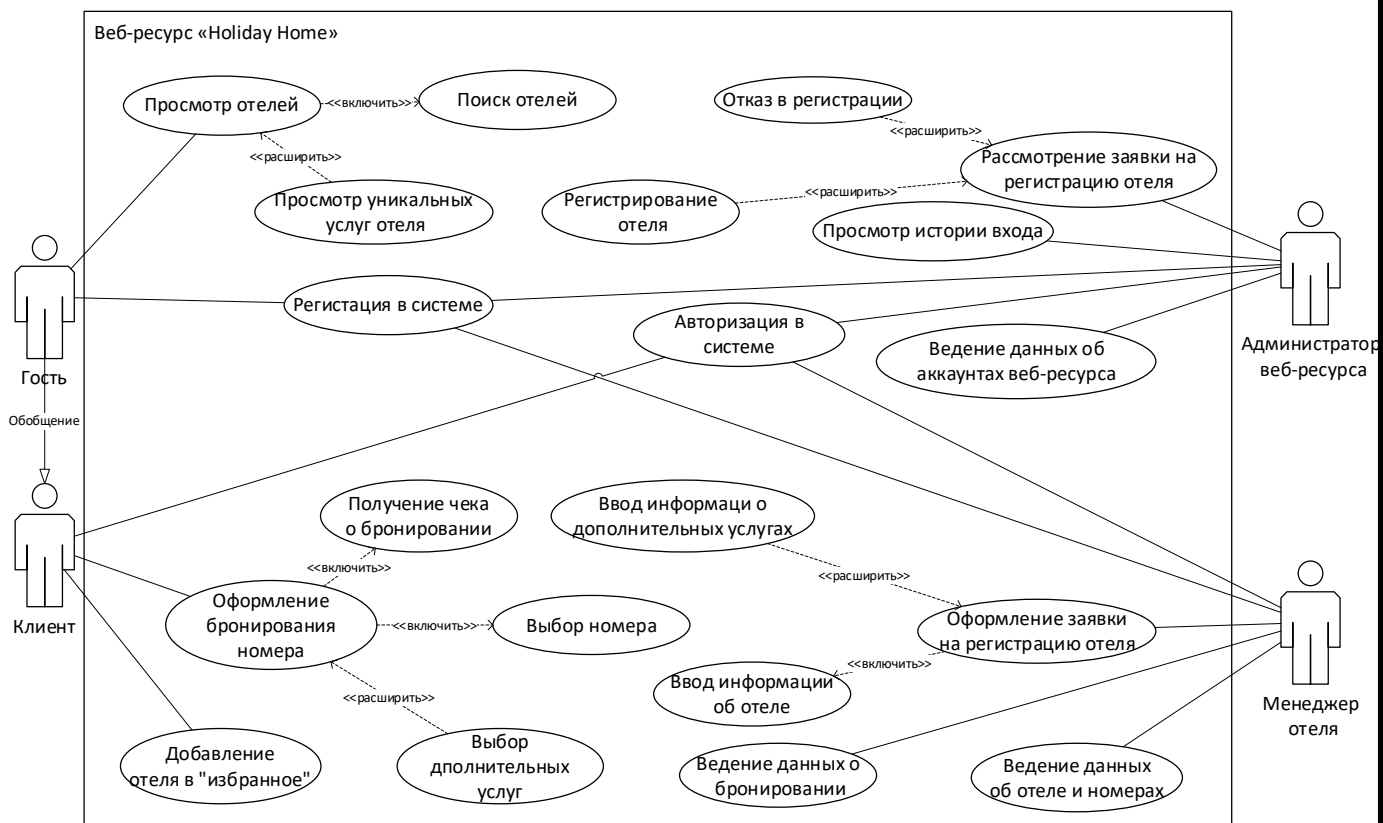 Веб-ресурс «Holiday Home»
Просмотр отелей
<<включить>>
Поиск отелей
Отказ в регистрации
<<расширить>>
<<расширить>>
Рассмотрение заявки на
регистрацию отеля
Просмотр уникальных
услуг отеля
Регистрирование
отеля
<<расширить>>
Просмотр истории входа
Регистация в системе
Авторизация в
системе
Ведение данных об
аккаунтах веб-ресурса
Администратор
веб-ресурса
Гость
Обобщение
Клиент
Получение чека
о бронировании
Ввод информаци о
дополнительных услугах
<<включить>>
<<расширить>>
Оформление
бронирования
номера
<<включить>>
Выбор номера
Оформление заявки
на регистрацию отеля
<<включить>>
Ввод информации
об отеле
<<расширить>>
Менеджер
отеля
Добавление
отеля в "избранное"
Выбор
дполнительных
услуг
Ведение данных о
бронировании
Ведение данных
об отеле и номерах